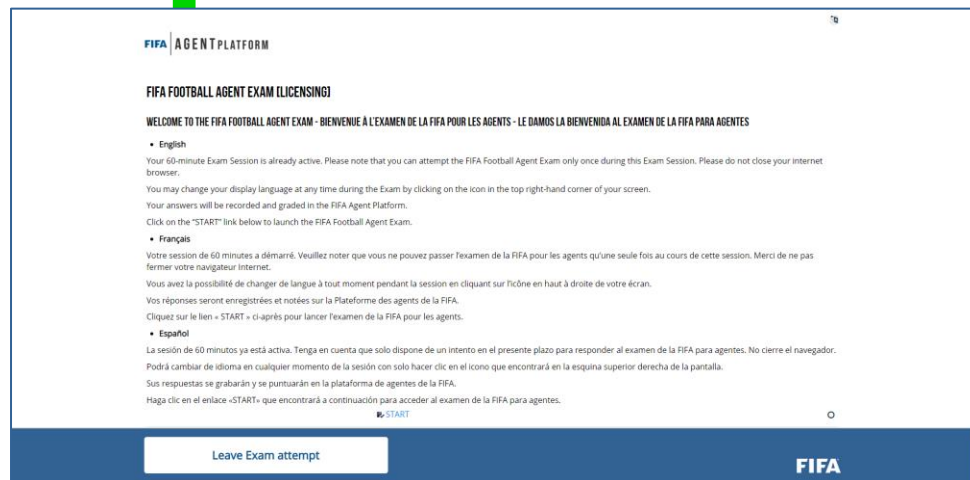 FIFA AGENT PLATFORM
FIFA FOOTBALL AGENT EXAM [LICENSING]
WELCOME TO THE FIFA FOOTBALL AGENT EXAM - BIENVENUE À L'EXAMEN DE LA FIFA POUR LES AGENTS - LE DAMOS LA BIENVENIDA AL EXAMEN DE LA FIFA PARA AGENTES
• English
Your 60-minute Exam Session is already active. Please note that you can attempt the FIFA Football Agent Exam only once during this Exam Session. Please do not close your internet
browser.
You may change your display language at any time during the Exam by clicking on the icon in the top right-hand corner of your screen.
Your answers will be recorded and graded in the FIFA Agent Platform.
Click on the "START" link below to launch the FIFA Football Agent Exam.
• Français
Votre session de 60 minutes a démarré. Veuillez noter que vous ne pouvez passer l'examen de la FIFA pour les agents qu'une seule fois au cours de cette session. Merci de ne pas
fermer votre navigateur Internet.
Vous avez la possibilité de changer de langue à tout moment pendant la session en cliquant sur l'icône en haut à droite de votre écran.
Vos réponses seront enregistrées et notées sur la Plateforme des agents de la FIFA.
Cliquez sur le lien « START » ci-après pour lancer l'examen de la FIFA pour les agents.
• Español
La sesión de 60 minutos ya está activa. Tenga en cuenta que solo dispone de un intento en el presente plazo para responder al examen de la FIFA para agentes. No cierre el navegador.
Podrá cambiar de idioma en cualquier momento de la sesión con solo hacer clic en el icono que encontrará en la esquina superior derecha de la pantalla.
Sus respuestas se grabarán y se puntuarán en la plataforma de agentes de la FIFA.
Haga clic en el enlace «START» que encontrará a continuación para acceder al examen de la FIFA para agentes.
START
Leave Exam attempt
FIFA